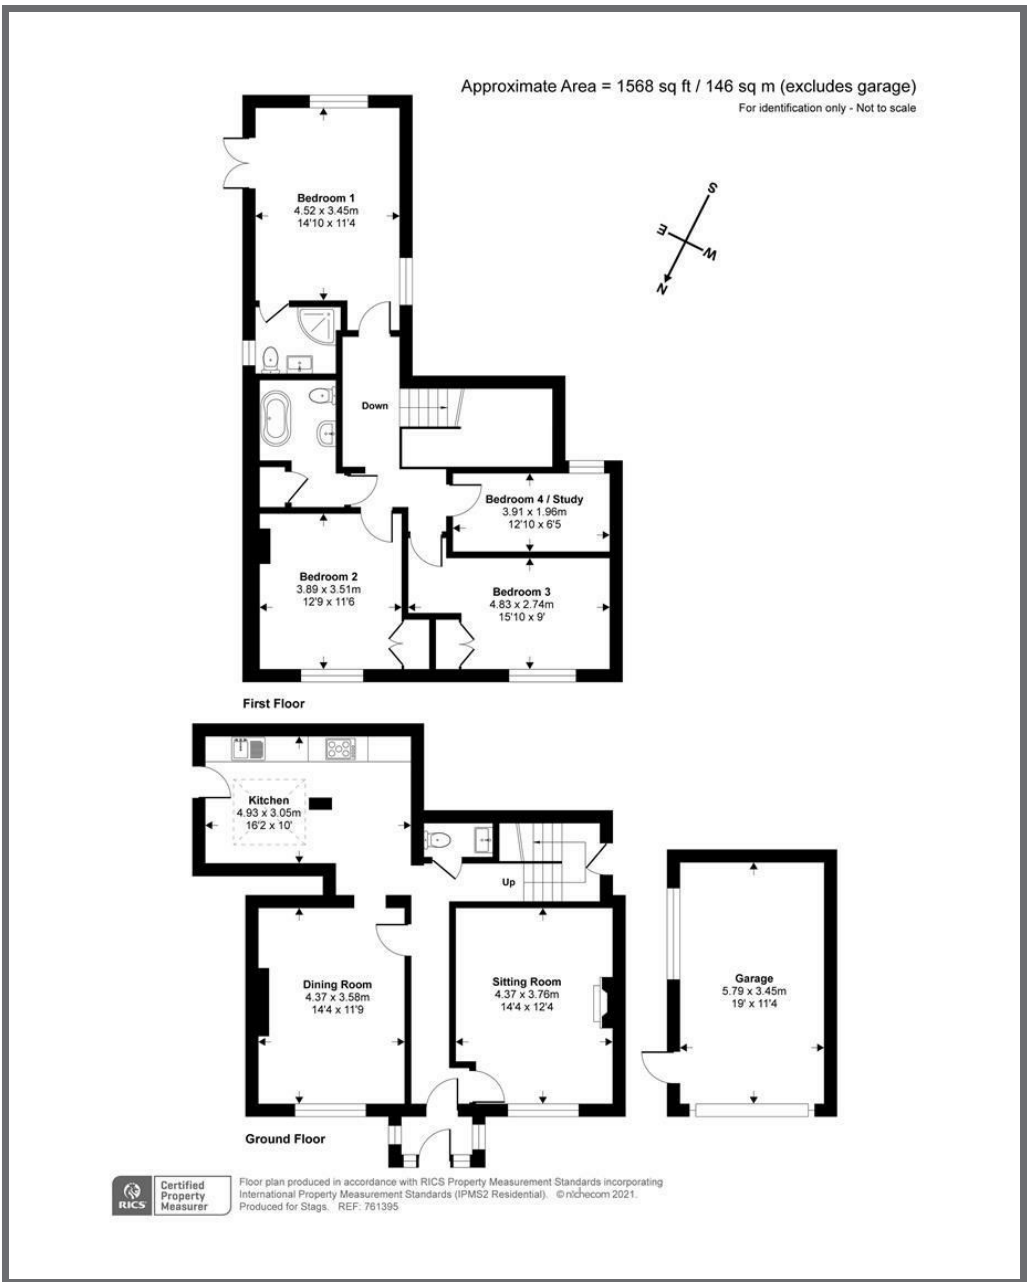 Approximate Area = 1568 sq ft / 146 sq m (excludes garage)
For identification only - Not to scale
S
E
W
N
Bedroom 1
4.52 x 3.45m
14'10 x 11'4
Down
Bedroom 4 / Study
3.91 x 1.96m
12'10 x 6'5
Bedroom 2
3.89 x 3.51m
12'9 x 11'6
Bedroom 3
4.83 x 2.74m
15'10 x 9'
First Floor
Kitchen
4.93 x 3.05m
16'2 x 10'
Up
Dining Room
4.37 x 3.58m
14'4 x 11'9
Sitting Room
4.37 x 3.76m
14'4 x 12'4
Garage
5.79 x 3.45m
19' x 11'4
Ground Floor
RICS
Certified
Property
Measurer
Floor plan produced in accordance with RICS Property Measurement Standards incorporating
International Property Measurement Standards (IPMS2 Residential). © nichecom 2021.
Produced for Stags. REF: 761395